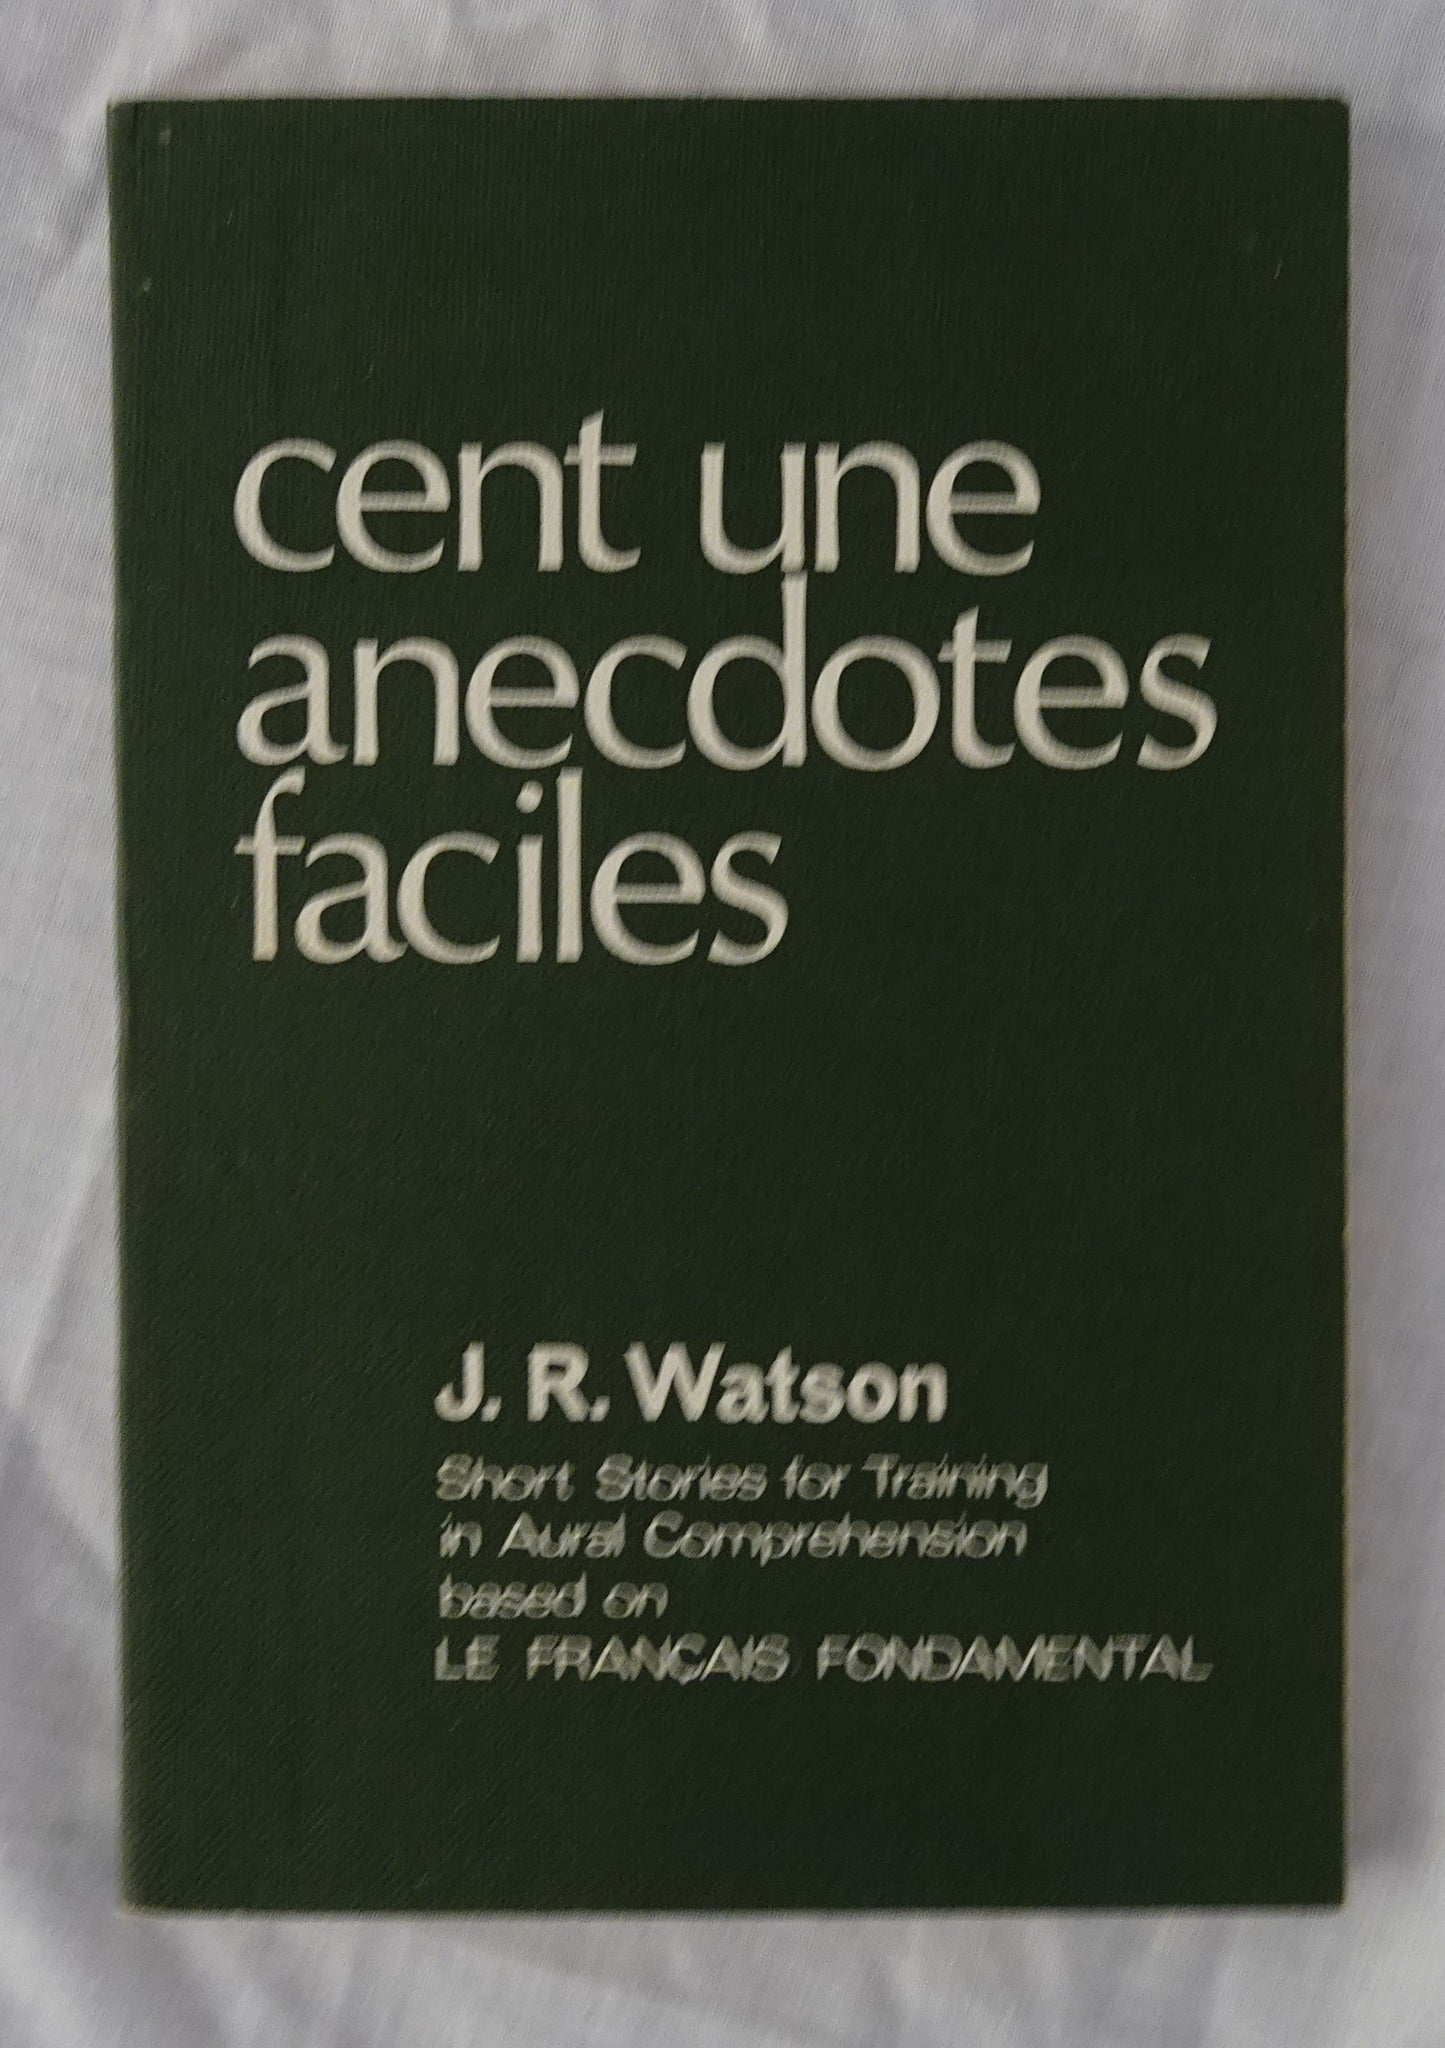 cent une
anecdotes
faciles
J. R. Watson
Short Stories for Training
in Aural Comprehension
based on
LE FRANÇAIS FONDAMENTAL